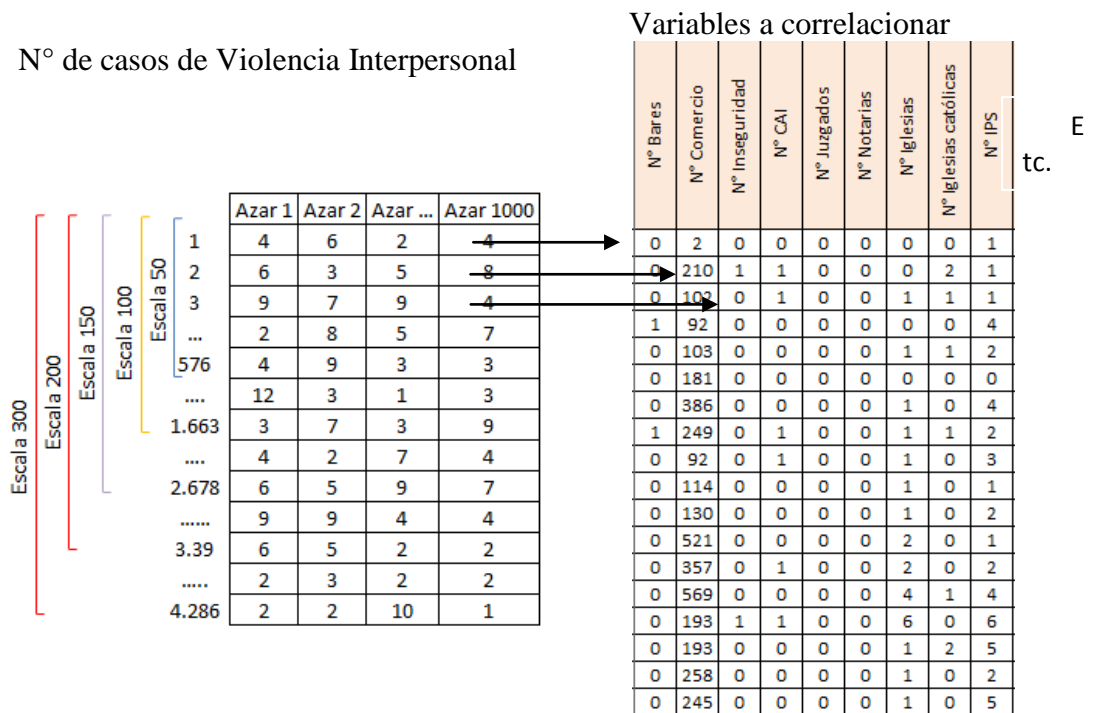 Variables a correlacionar
N° de casos de Violencia Interpersonal
N° Bares
N° Comercio
N° Inseguridad
N° CAI
N° Juzgados
N° Notarias
N° Iglesias
N° Iglesias católicas
N° IPS
E
tc.
Escala 300
Escala 200
Escala 150
Escala 100
Escala 50
Azar 1 Azar 2 Azar ... Azar 1000
1 4 6 2 4
2 6 3 5 8
3 9 7 9 4
... 2 8 5 7
576 4 9 3 3
.... 12 3 1 3
1.663 3 7 3 9
.... 4 2 7 4
2.678 6 5 9 7
...... 9 9 4 4
3.39 6 5 2 2
..... 2 3 2 2
4.286 2 2 10 1
0 2 0 0 0 0 0 0 1
0 210 1 1 0 0 0 2 1
0 102 0 1 0 0 1 1 1
1 92 0 0 0 0 0 0 4
0 103 0 0 0 0 1 1 2
0 181 0 0 0 0 0 0 0
0 386 0 0 0 0 1 0 4
1 249 0 1 0 0 1 1 2
0 92 0 1 0 0 1 0 3
0 114 0 0 0 0 1 0 1
0 130 0 0 0 0 1 0 2
0 521 0 0 0 0 2 0 1
0 357 0 1 0 0 2 0 2
0 569 0 0 0 0 4 1 4
0 193 1 1 0 0 6 0 6
0 193 0 0 0 0 1 2 5
0 258 0 0 0 0 1 0 2
0 245 0 0 0 0 1 0 5